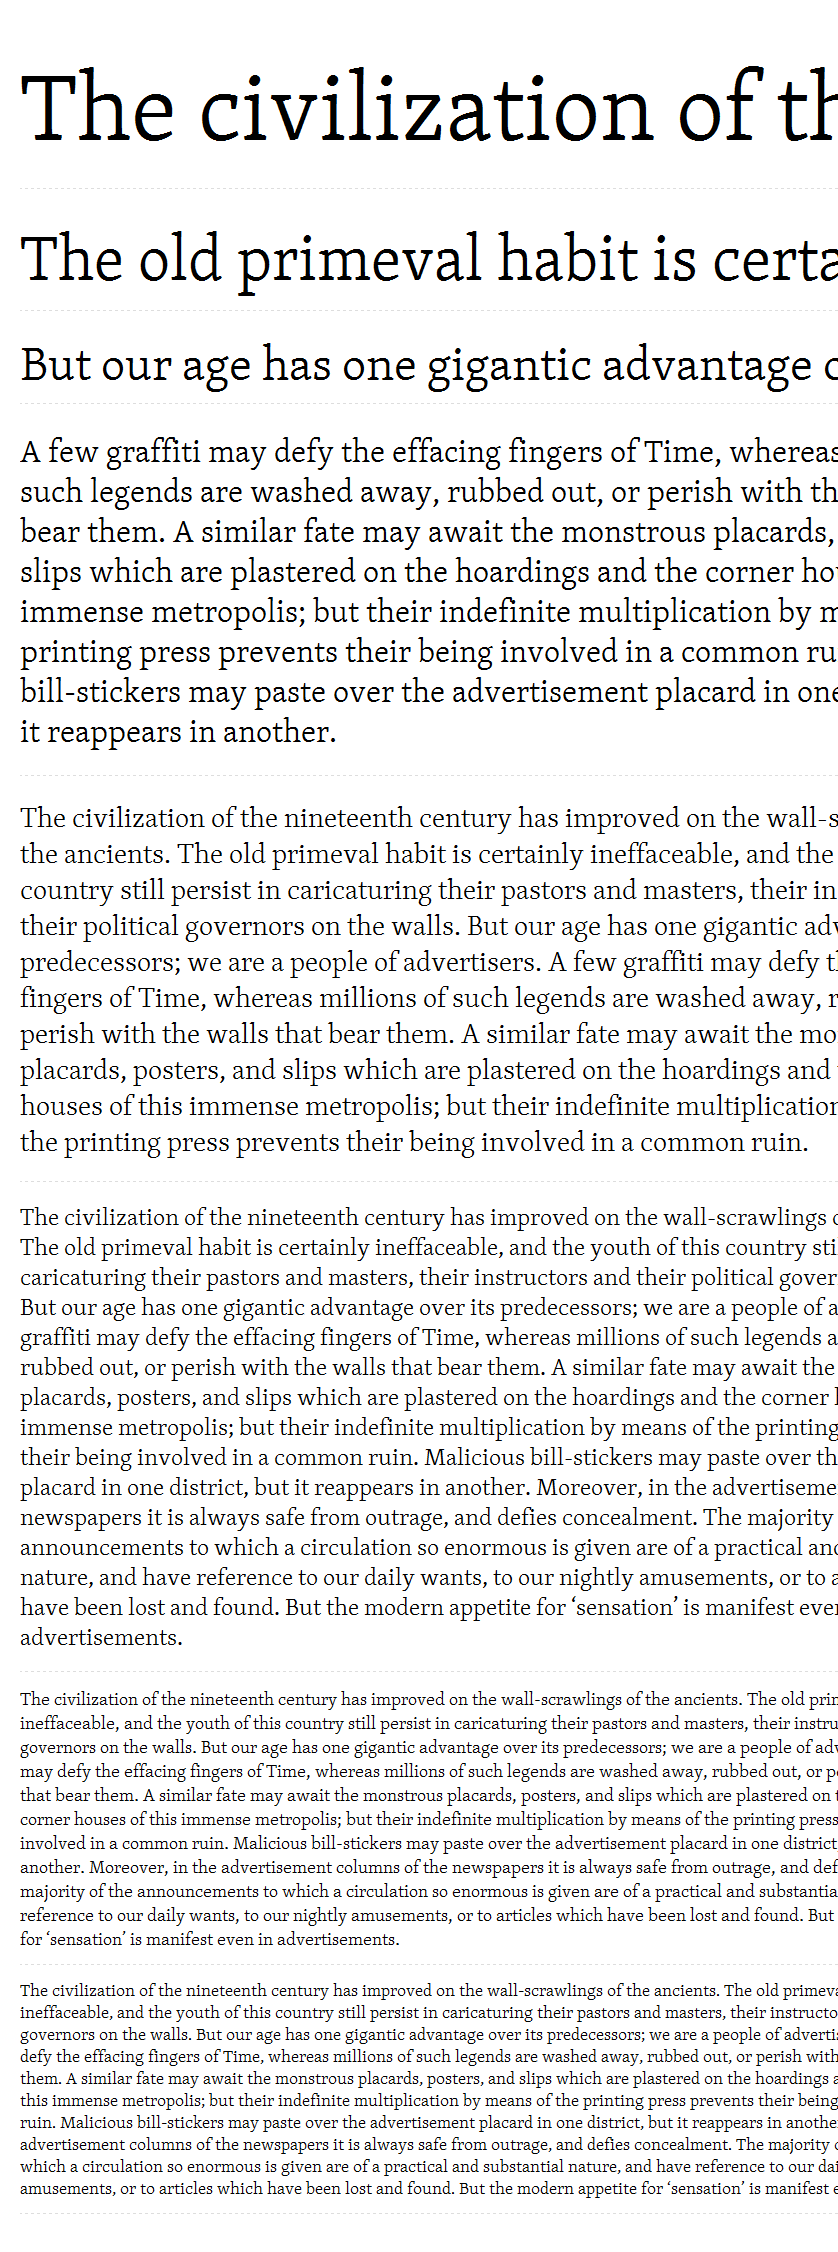 The civilization of th
The old primeval habit is certa
But our age has one gigantic advantage o
A few graffiti may defy the effacing fingers of Time, whereas
such legends are washed away, rubbed out, or perish with th
bear them. A similar fate may await the monstrous placards,
slips which are plastered on the hoardings and the corner hou
immense metropolis; but their indefinite multiplication by m
printing press prevents their being involved in a common ru
bill-stickers may paste over the advertisement placard in one
it reappears in another.
The civilization of the nineteenth century has improved on the wall-s
the ancients. The old primeval habit is certainly ineffaceable, and the
country still persist in caricaturing their pastors and masters, their in
their political governors on the walls. But our age has one gigantic adv
predecessors; we are a people of advertisers. A few graffiti may defy th
fingers of Time, whereas millions of such legends are washed away, r
perish with the walls that bear them. A similar fate may await the mo
placards, posters, and slips which are plastered on the hoardings and
houses of this immense metropolis; but their indefinite multiplication
the printing press prevents their being involved in a common ruin.
The civilization of the nineteenth century has improved on the wall-scrawlings o
The old primeval habit is certainly ineffaceable, and the youth of this country sti
caricaturing their pastors and masters, their instructors and their political gover
But our age has one gigantic advantage over its predecessors; we are a people of a
graffiti may defy the effacing fingers of Time, whereas millions of such legends a
rubbed out, or perish with the walls that bear them. A similar fate may await the
placards, posters, and slips which are plastered on the hoardings and the corner h
immense metropolis; but their indefinite multiplication by means of the printing
their being involved in a common ruin. Malicious bill-stickers may paste over th
placard in one district, but it reappears in another. Moreover, in the advertiseme
newspapers it is always safe from outrage, and defies concealment. The majority
announcements to which a circulation so enormous is given are of a practical and
nature, and have reference to our daily wants, to our nightly amusements, or to a
have been lost and found. But the modern appetite for ‘sensation’ is manifest even
advertisements.
The civilization of the nineteenth century has improved on the wall-scrawlings of the ancients. The old prim
ineffaceable, and the youth of this country still persist in caricaturing their pastors and masters, their instru
governors on the walls. But our age has one gigantic advantage over its predecessors; we are a people of adv
may defy the effacing fingers of Time, whereas millions of such legends are washed away, rubbed out, or pe
that bear them. A similar fate may await the monstrous placards, posters, and slips which are plastered on t
corner houses of this immense metropolis; but their indefinite multiplication by means of the printing press
involved in a common ruin. Malicious bill-stickers may paste over the advertisement placard in one district,
another. Moreover, in the advertisement columns of the newspapers it is always safe from outrage, and def
majority of the announcements to which a circulation so enormous is given are of a practical and substantia
reference to our daily wants, to our nightly amusements, or to articles which have been lost and found. But
for ‘sensation’ is manifest even in advertisements.
The civilization of the nineteenth century has improved on the wall-scrawlings of the ancients. The old primeva
ineffaceable, and the youth of this country still persist in caricaturing their pastors and masters, their instructo
governors on the walls. But our age has one gigantic advantage over its predecessors; we are a people of advertis
defy the effacing fingers of Time, whereas millions of such legends are washed away, rubbed out, or perish with
them. A similar fate may await the monstrous placards, posters, and slips which are plastered on the hoardings a
this immense metropolis; but their indefinite multiplication by means of the printing press prevents their being
ruin. Malicious bill-stickers may paste over the advertisement placard in one district, but it reappears in anothe
advertisement columns of the newspapers it is always safe from outrage, and defies concealment. The majority o
which a circulation so enormous is given are of a practical and substantial nature, and have reference to our dai
amusements, or to articles which have been lost and found. But the modern appetite for ‘sensation’ is manifest e